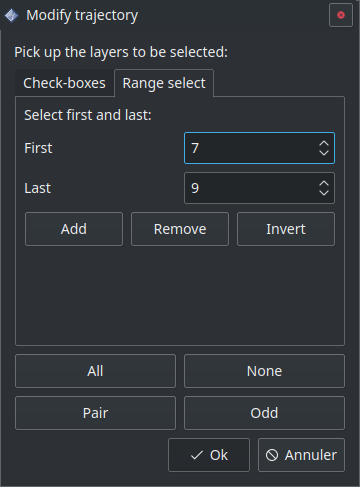 Modify trajectory
Pick up the layers to be selected:
Check-boxes Range select
Select first and last:
First 7
Last 9
Add Remove Invert
All None
Pair Odd
Ok Annuler